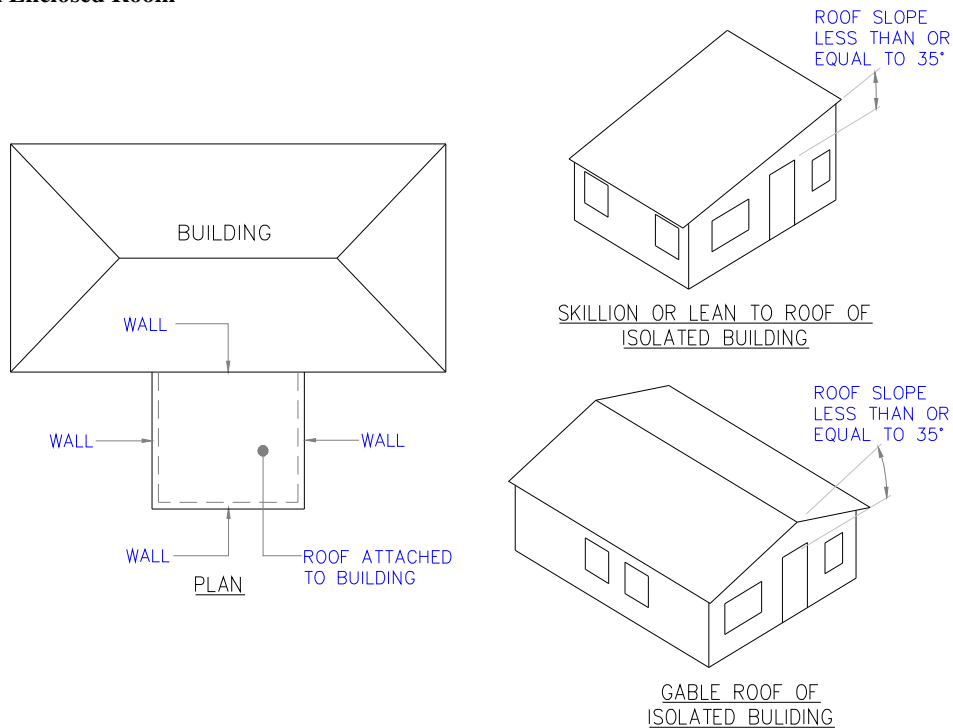 Enclosed Room
BUILDING
WALL
WALL
WALL
WALL
ROOF ATTACHED
TO BUILDING
PLAN
ROOF SLOPE
LESS THAN OR
EQUAL TO 35°
SKILLION OR LEAN TO ROOF OF
ISOLATED BUILDING
ROOF SLOPE
LESS THAN OR
EQUAL TO 35°
GABLE ROOF OF
ISOLATED BULIDING